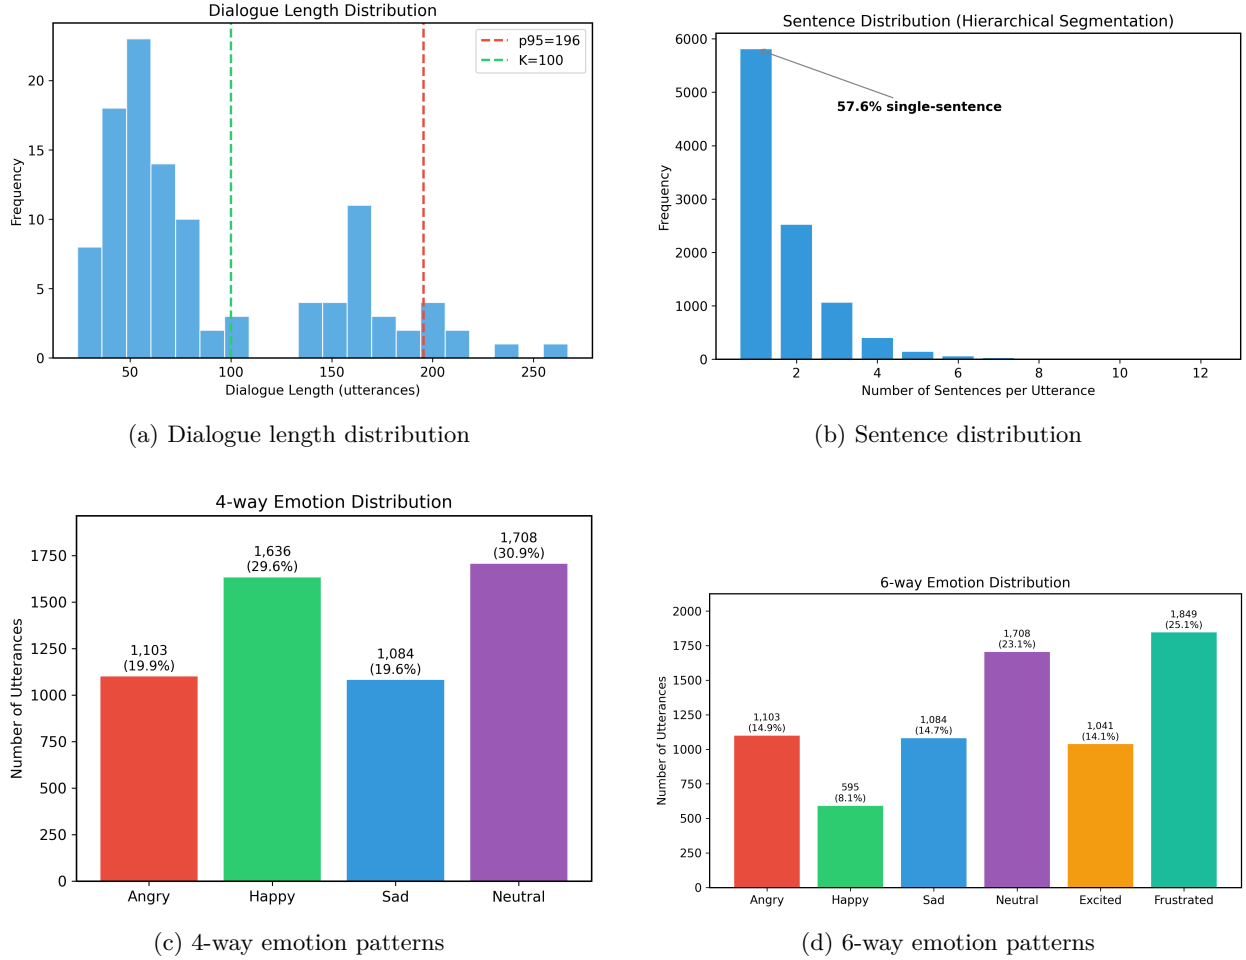 Dialogue Length Distribution
p95=196
K=100
20
15
10
5
0
Frequency
50
100
150
200
250
Dialogue Length (utterances)
(a) Dialogue length distribution
Sentence Distribution (Hierarchical Segmentation)
57.6% single-sentence
6000
5000
4000
3000
2000
1000
0
Frequency
2
4
6
8
10
12
Number of Sentences per Utterance
(b) Sentence distribution
4-way Emotion Distribution
1,103
(19.9%)
1,636
(29.6%)
1,084
(19.6%)
1,708
(30.9%)
1750
1500
1250
1000
750
500
250
0
Number of Utterances
Angry
Happy
Sad
Neutral
(c) 4-way emotion patterns
6-way Emotion Distribution
1,103
(14.9%)
595
(8.1%)
1,084
(14.7%)
1,708
(23.1%)
1,041
(14.1%)
1,849
(25.1%)
2000
1750
1500
1250
1000
750
500
250
0
Number of Utterances
Angry
Happy
Sad
Neutral
Excited
Frustrated
(d) 6-way emotion patterns